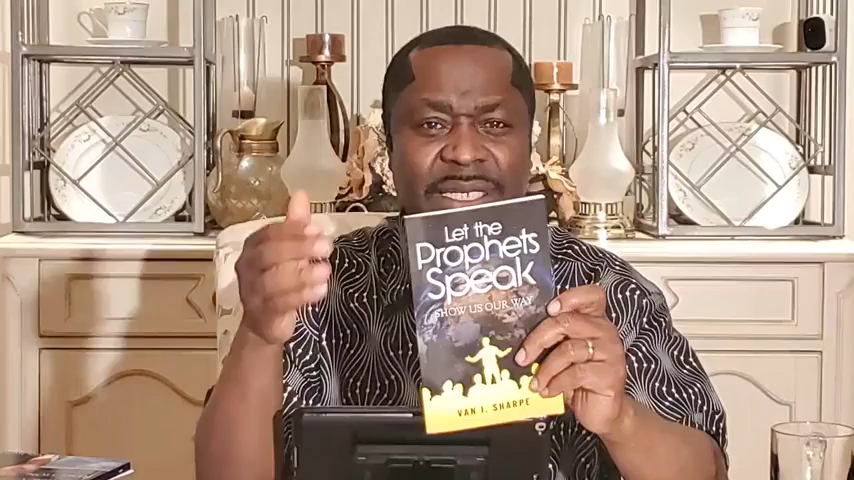 Let the
Prophets
Speak
SHOW US OUR WAY
VAN I. SHARPE